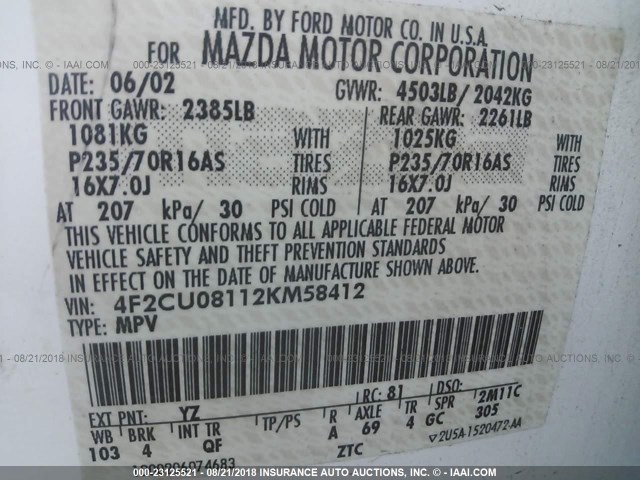 MFD. BY FORD MOTOR CO. IN U.S.A.
FOR MAZDA MOTOR CORPORATION
DATE: 06/02 GVWR: 4503LB/ 2042KG
FRONT GAWR: 2385LB REAR GAWR: 2261LB
1081KG WITH 1025KG WITH
P235/70R16AS TIRES P235/70R16AS TIRES
16X7.0J RIMS 16X7.0J RIMS
AT 207 kPa/ 30 PSI COLD AT 207 kPa/ 30 PSI COLD
THIS VEHICLE CONFORMS TO ALL APPLICABLE FEDERAL MOTOR
VEHICLE SAFETY AND THEFT PREVENTION STANDARDS
IN EFFECT ON THE DATE OF MANUFACTURE SHOWN ABOVE.
VIN: 4F2CU08112KM58412
TYPE: MPV
EXT PNT: YZ RC: 81 DSO:
WB BRK INT TR TP/PS R AXLE TR SPR 2M11C
103 4 QF A 69 4 GC 305
ZTC ▽2U5A-1520472-AA
00-23125521 - 08/21/2018 INSURANCE AUTO AUCTIONS, INC. (-IAAI.COM)